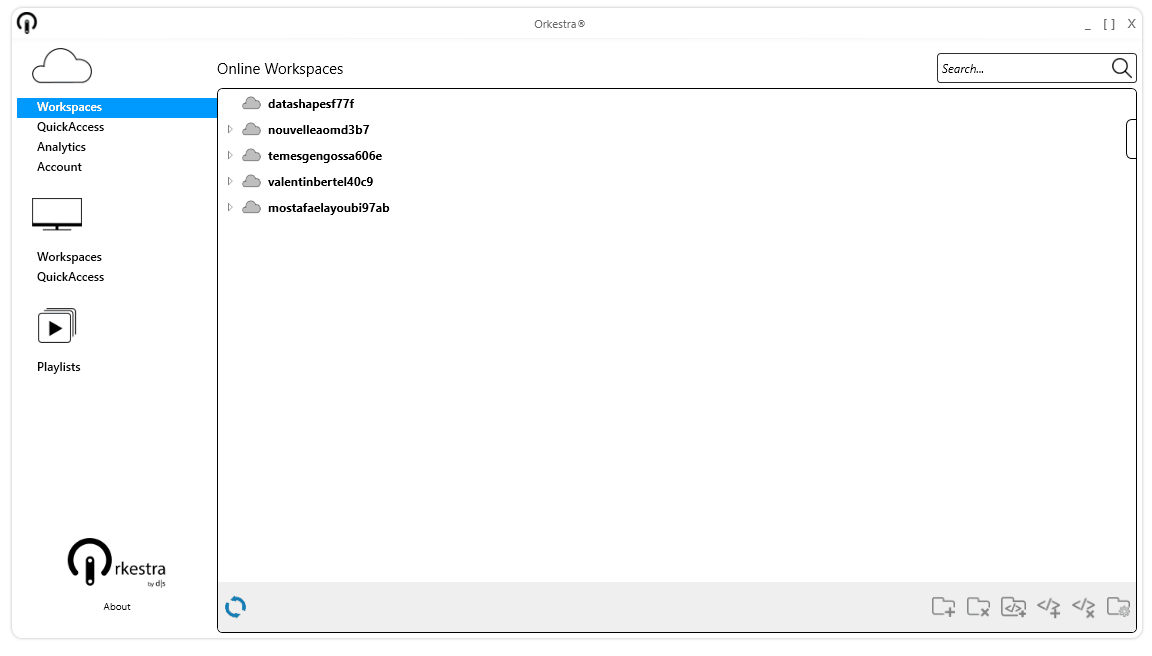 Orkestra®
_ [ ] X
Online Workspaces
Search...
Workspaces
QuickAccess
Analytics
Account
Workspaces
QuickAccess
Playlists
datashapesf77f
nouvelleaomd3b7
temesgengossa606e
valentinbertel40c9
mostafaelayoubi97ab
rkestra
by d|s
About